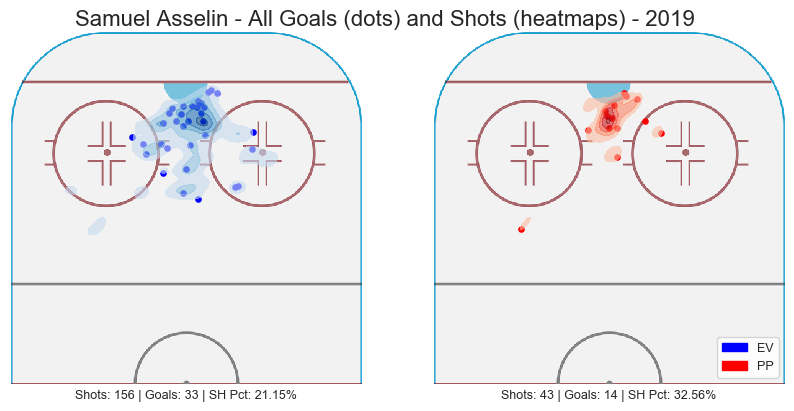 Samuel Asselin - All Goals (dots) and Shots (heatmaps) - 2019
EV
PP
Shots: 156 | Goals: 33 | SH Pct: 21.15%
Shots: 43 | Goals: 14 | SH Pct: 32.56%